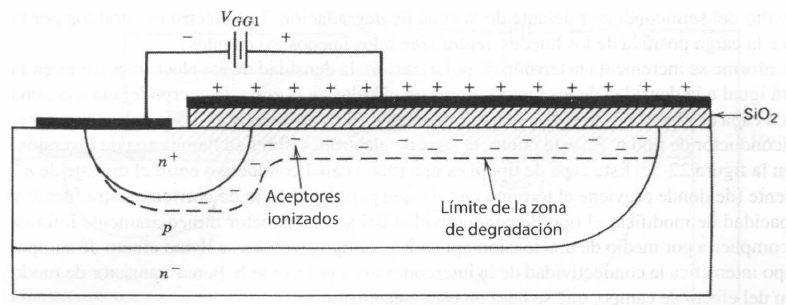 V_GG1
− +
+ + + + + + + + + + + + + + + + +
SiO₂
− −
n⁺
Aceptores
ionizados
Límite de la zona
de degradación
p
n⁻